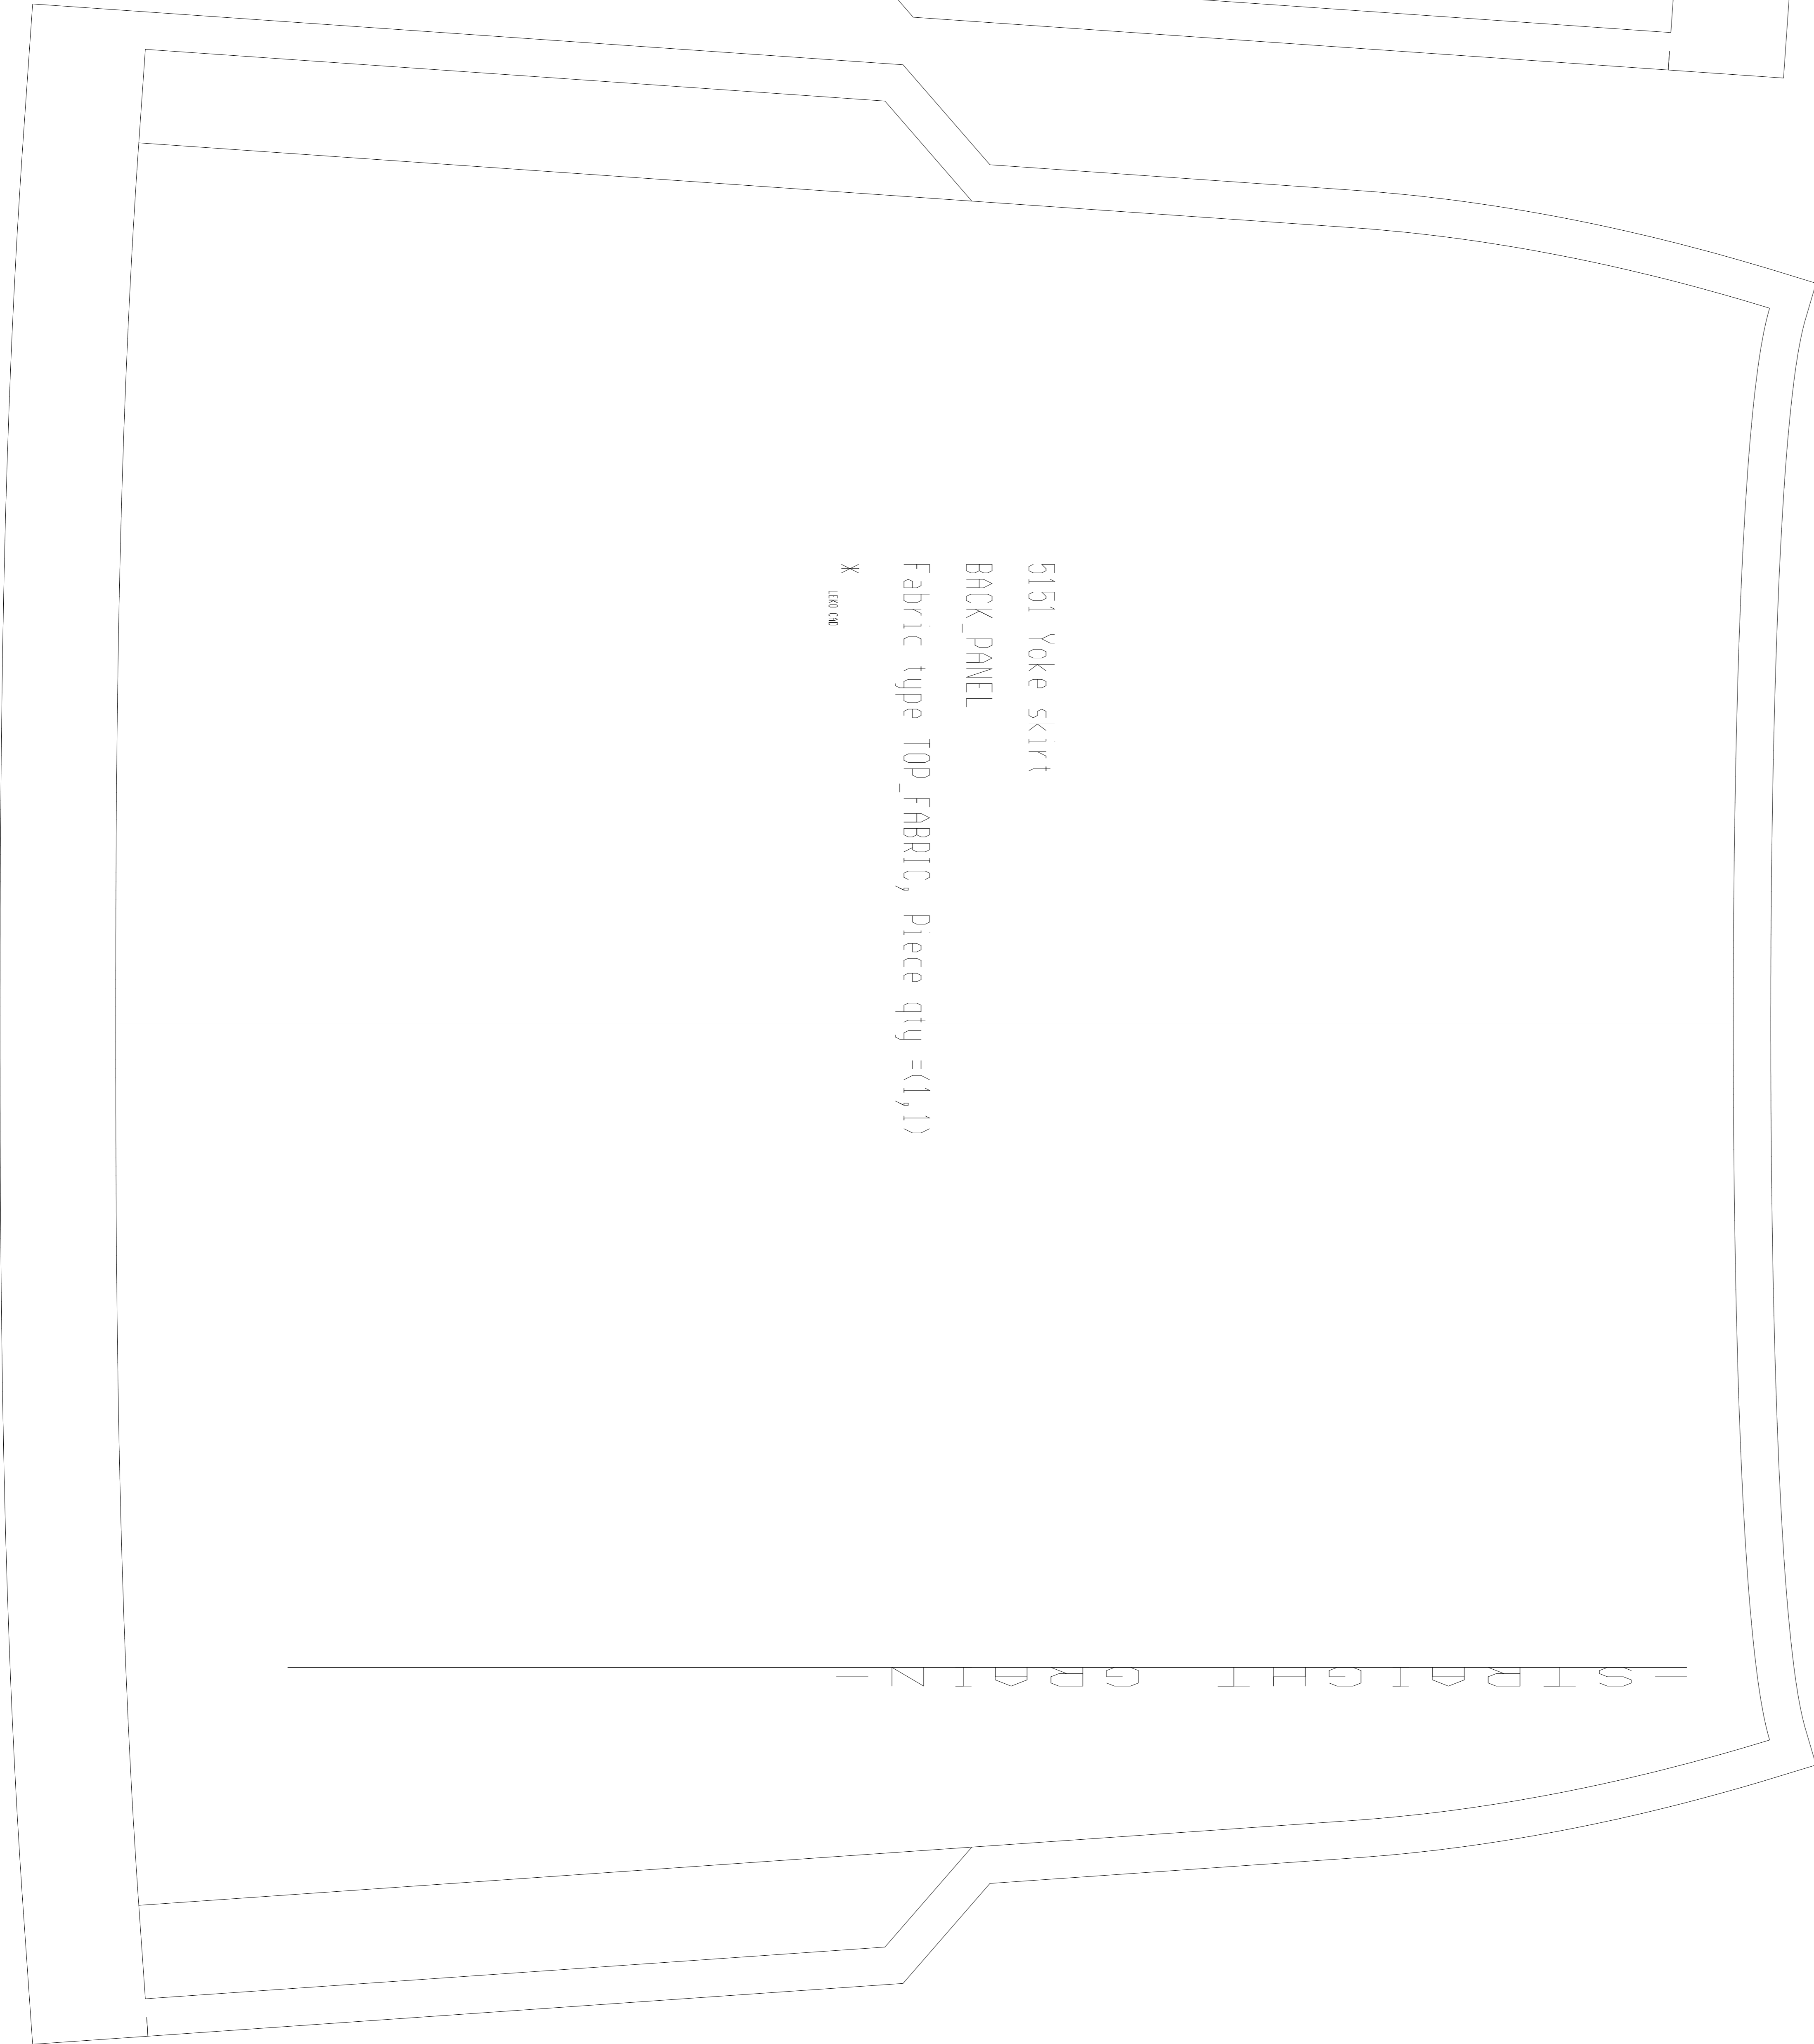 5151 Yoke skirt
BACK_PANEL
Fabric type TOP_FABRIC, piece qty =(1,1)
*
LEKO CAD
-STRAIGHT GRAIN-